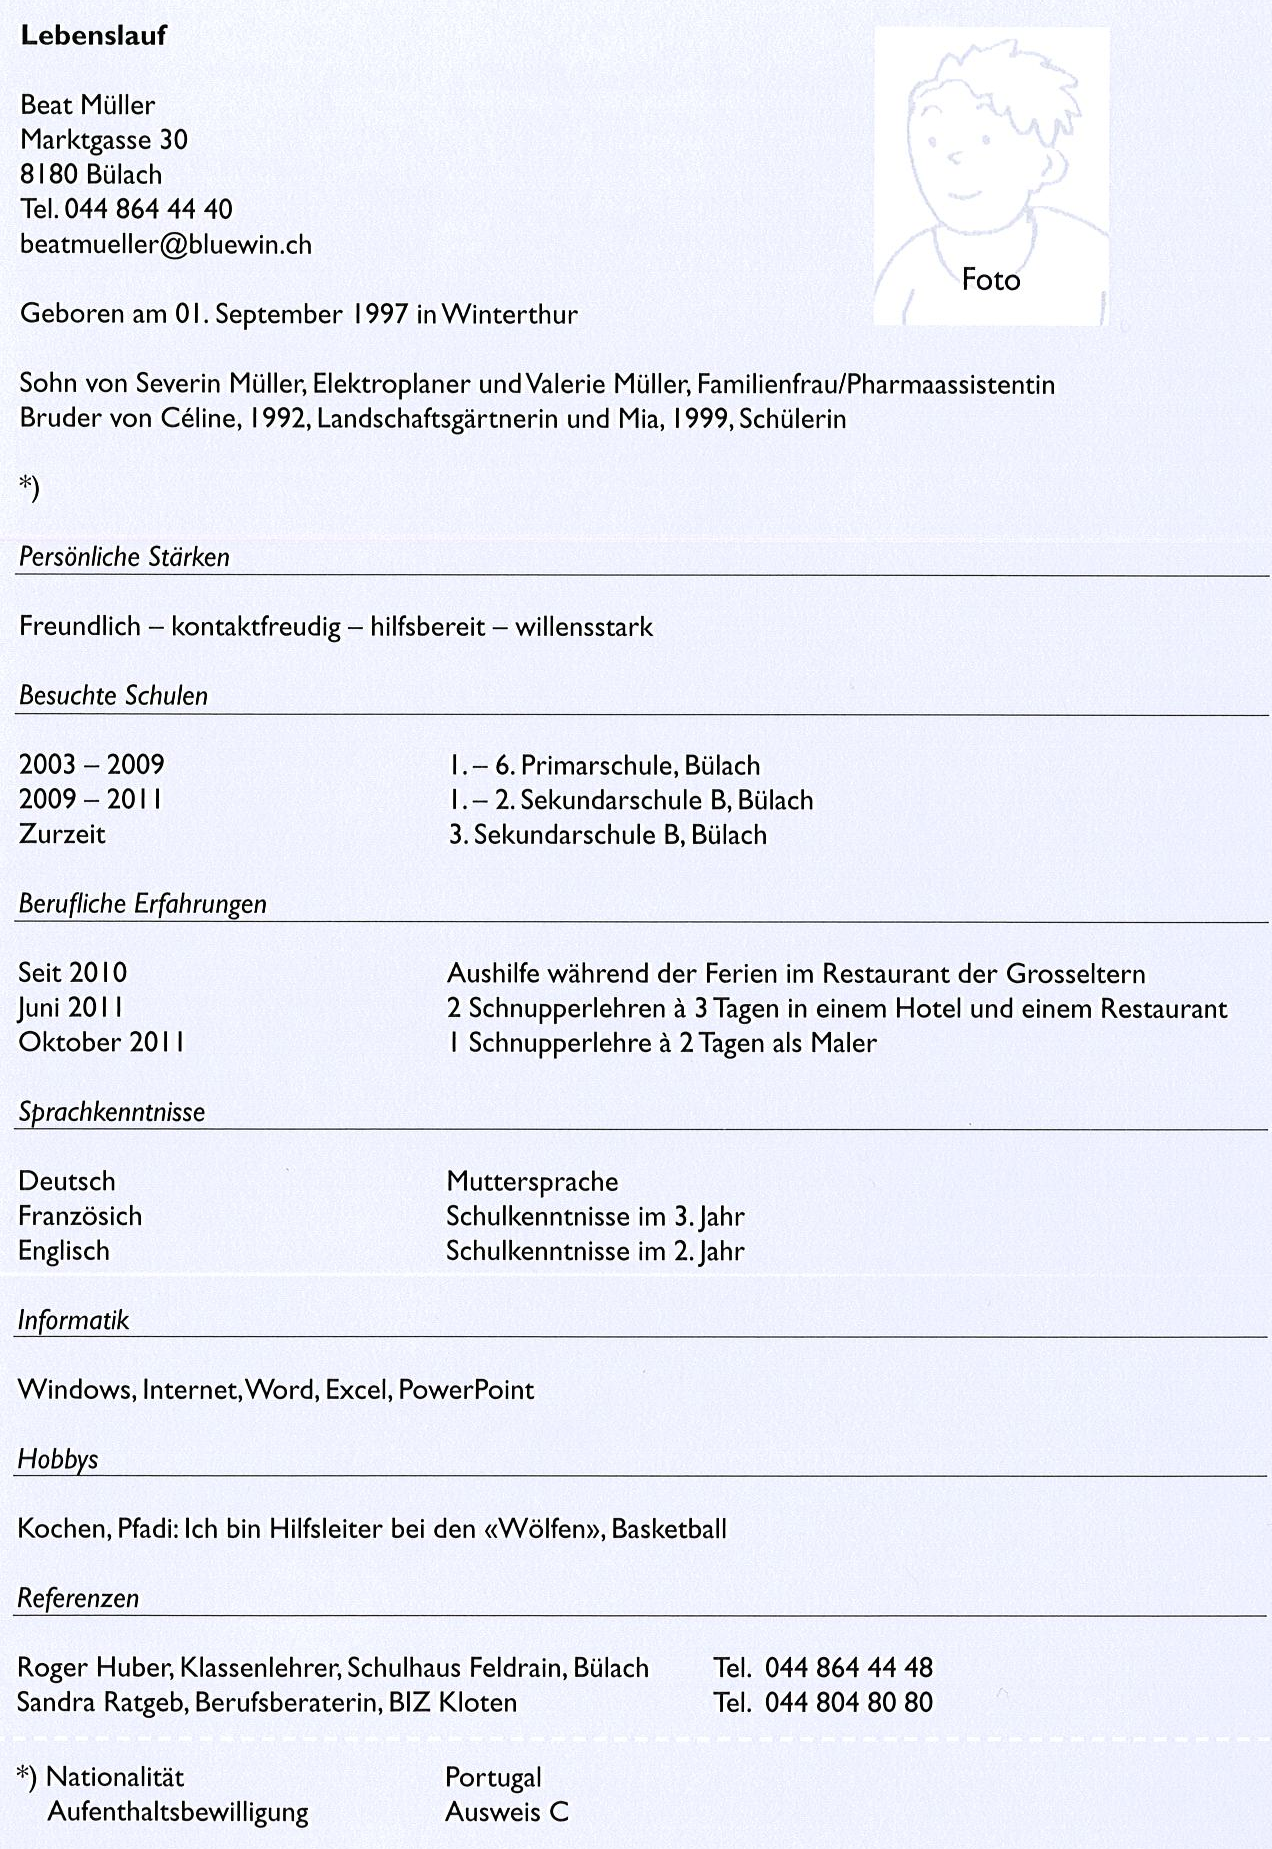 Lebenslauf
Beat Müller
Marktgasse 30
8180 Bülach
Tel. 044 864 44 40
beatmueller@bluewin.ch
Foto
Geboren am 01. September 1997 in Winterthur
Sohn von Severin Müller, Elektroplaner und Valerie Müller, Familienfrau/Pharmaassistentin
Bruder von Céline, 1992, Landschaftsgärtnerin und Mia, 1999, Schülerin
*)
Persönliche Stärken
Freundlich – kontaktfreudig – hilfsbereit – willensstark
Besuchte Schulen
2003 – 2009 1. – 6. Primarschule, Bülach
2009 – 2011 1. – 2. Sekundarschule B, Bülach
Zurzeit 3. Sekundarschule B, Bülach
Berufliche Erfahrungen
Seit 2010 Aushilfe während der Ferien im Restaurant der Grosseltern
Juni 2011 2 Schnupperlehren à 3 Tagen in einem Hotel und einem Restaurant
Oktober 2011 1 Schnupperlehre à 2 Tagen als Maler
Sprachkenntnisse
Deutsch Muttersprache
Französich Schulkenntnisse im 3. Jahr
Englisch Schulkenntnisse im 2. Jahr
Informatik
Windows, Internet, Word, Excel, PowerPoint
Hobbys
Kochen, Pfadi: Ich bin Hilfsleiter bei den «Wölfen», Basketball
Referenzen
Roger Huber, Klassenlehrer, Schulhaus Feldrain, Bülach Tel. 044 864 44 48
Sandra Ratgeb, Berufsberaterin, BIZ Kloten Tel. 044 804 80 80
*) Nationalität Portugal
Aufenthaltsbewilligung Ausweis C